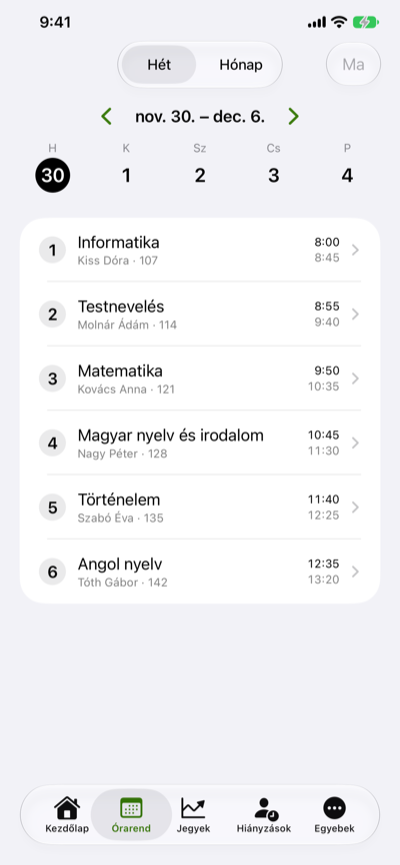 9:41
Hét Hónap Ma
nov. 30. – dec. 6.
H K Sz Cs P
30 1 2 3 4
1 Informatika 8:00
Kiss Dóra · 107 8:45
2 Testnevelés 8:55
Molnár Ádám · 114 9:40
3 Matematika 9:50
Kovács Anna · 121 10:35
4 Magyar nyelv és irodalom 10:45
Nagy Péter · 128 11:30
5 Történelem 11:40
Szabó Éva · 135 12:25
6 Angol nyelv 12:35
Tóth Gábor · 142 13:20
Kezdőlap Órarend Jegyek Hiányzások Egyebek